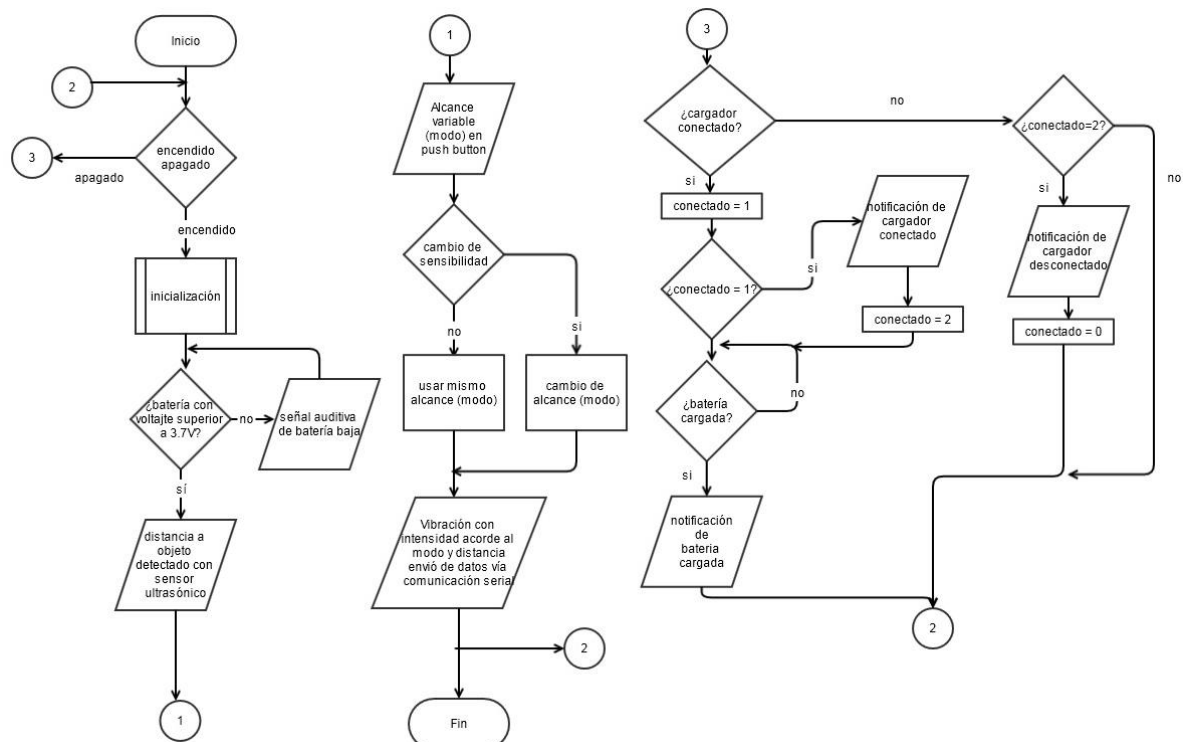 Inicio
2
encendido
apagado
3
apagado
encendido
inicialización
¿batería con
voltajte superior
a 3.7V?
no
señal auditiva
de batería baja
sí
distancia a
objeto
detectado con
sensor
ultrasónico
1
1
Alcance
variable
(modo) en
push button
cambio de
sensibilidad
no
si
usar mismo
alcance (modo)
cambio de
alcance (modo)
Vibración con
intensidad acorde al
modo y distancia
envió de datos vía
comunicación serial
2
Fin
3
¿cargador
conectado?
no
¿conectado=2?
no
si
conectado = 1
¿conectado = 1?
si
notificación de
cargador
conectado
conectado = 2
si
notificación de
cargador
desconectado
conectado = 0
¿batería
cargada?
no
si
notificación
de
bateria
cargada
2